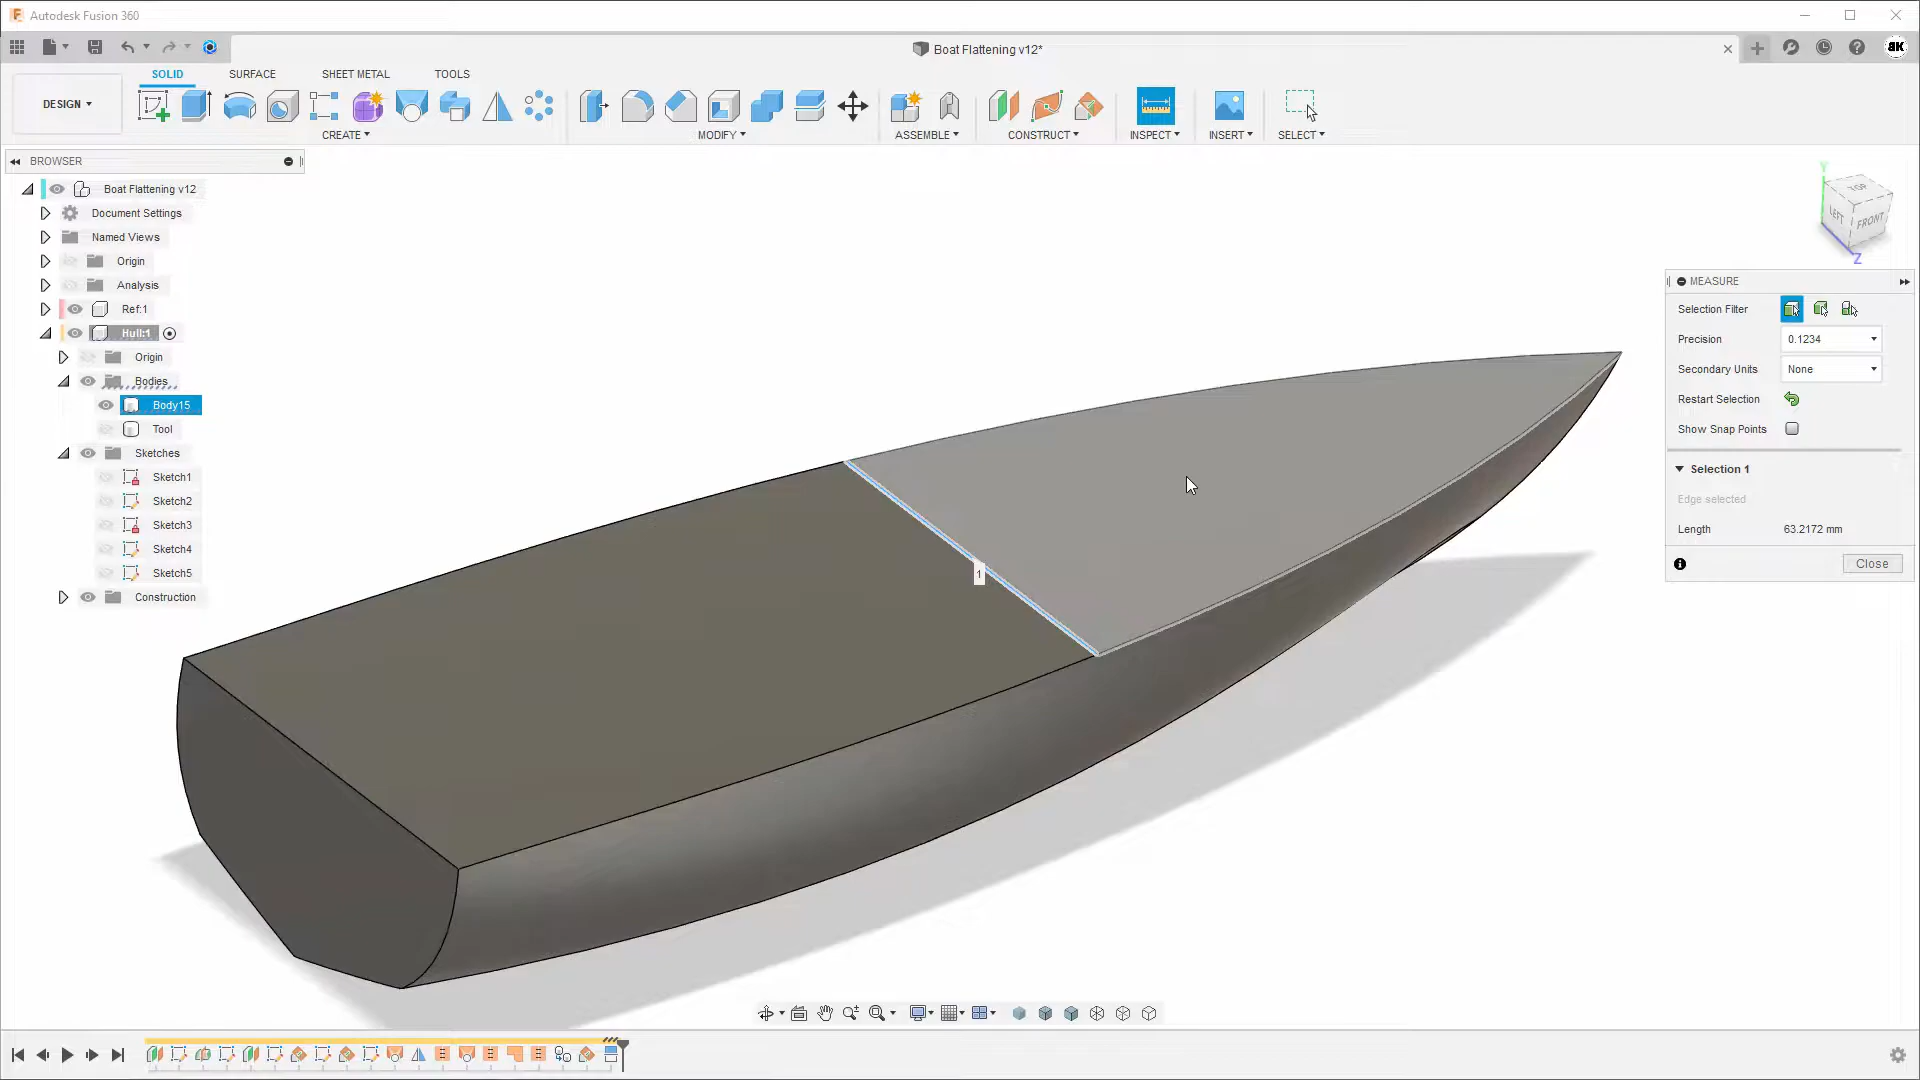 Autodesk Fusion 360
Boat Flattening v12*
BK
DESIGN
SOLID
SURFACE
SHEET METAL
TOOLS
CREATE
MODIFY
ASSEMBLE
CONSTRUCT
INSPECT
INSERT
SELECT
BROWSER
Boat Flattening v12
Document Settings
Named Views
Origin
Analysis
Ref:1
Hull:1
Origin
Bodies
Body15
Tool
Sketches
Sketch1
Sketch2
Sketch3
Sketch4
Sketch5
Construction
TOP
LEFT
FRONT
Y
Z
MEASURE
Selection Filter
Precision 0.1234
Secondary Units None
Restart Selection
Show Snap Points
Selection 1
Edge selected
Length 63.2172 mm
Close
1